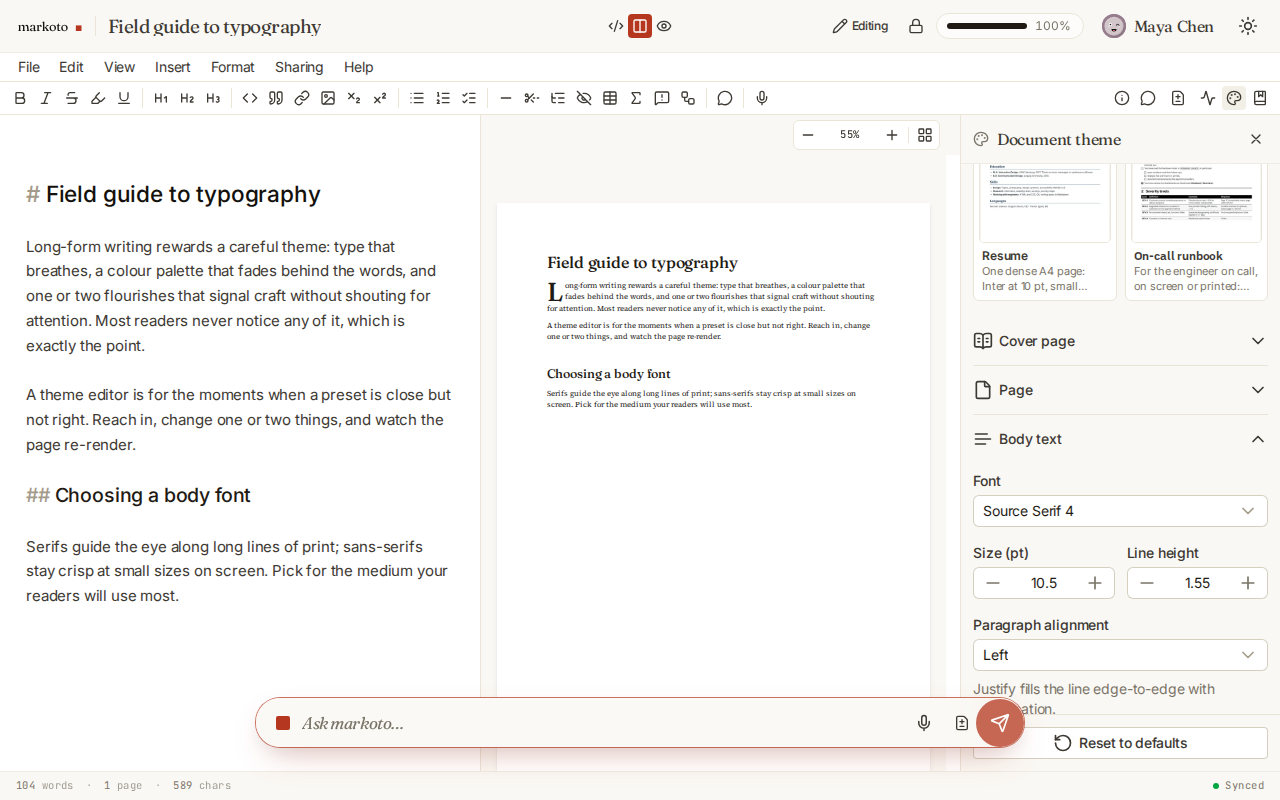 markoto
Field guide to typography
Editing
100%
Maya Chen
File Edit View Insert Format Sharing Help
H1 H2 H3
55%
# Field guide to typography
Long-form writing rewards a careful theme: type that
breathes, a colour palette that fades behind the words, and
one or two flourishes that signal craft without shouting for
attention. Most readers never notice any of it, which is
exactly the point.
A theme editor is for the moments when a preset is close but
not right. Reach in, change one or two things, and watch the
page re-render.
## Choosing a body font
Serifs guide the eye along long lines of print; sans-serifs
stay crisp at small sizes on screen. Pick for the medium your
readers will use most.
Field guide to typography
Long-form writing rewards a careful theme: type that breathes, a colour palette that
fades behind the words, and one or two flourishes that signal craft without shouting
for attention. Most readers never notice any of it, which is exactly the point.
A theme editor is for the moments when a preset is close but not right. Reach in, change
one or two things, and watch the page re-render.
Choosing a body font
Serifs guide the eye along long lines of print; sans-serifs stay crisp at small sizes on
screen. Pick for the medium your readers will use most.
Document theme
Resume
One dense A4 page:
Inter at 10 pt, small...
On-call runbook
For the engineer on call,
on screen or printed:...
Cover page
Page
Body text
Font
Source Serif 4
Size (pt)
10.5
Line height
1.55
Paragraph alignment
Left
Justify fills the line edge-to-edge with
Reset to defaults
Ask markoto...
104 words · 1 page · 589 chars
Synced